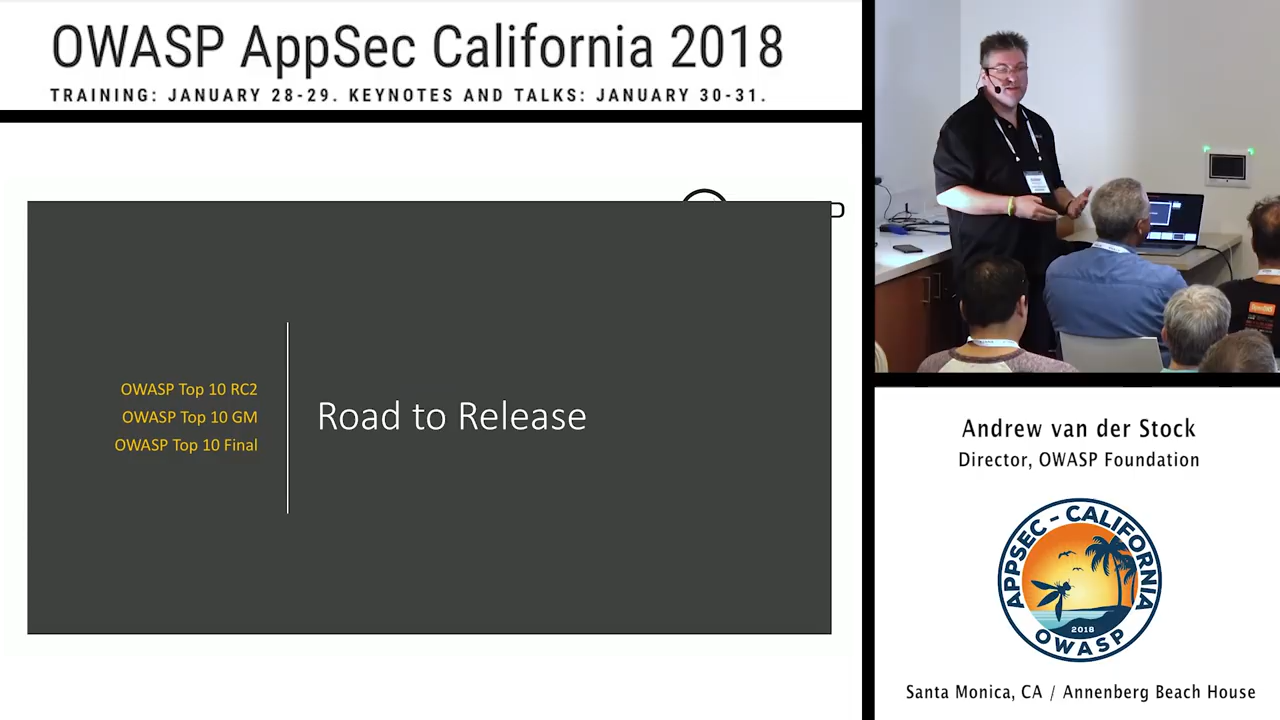 OWASP AppSec California 2018
TRAINING: JANUARY 28-29. KEYNOTES AND TALKS: JANUARY 30-31.
OWASP Top 10 RC2
OWASP Top 10 GM
OWASP Top 10 Final
Road to Release
Andrew van der Stock
Director, OWASP Foundation
APPSEC - CALIFORNIA
2018
OWASP
Santa Monica, CA / Annenberg Beach House